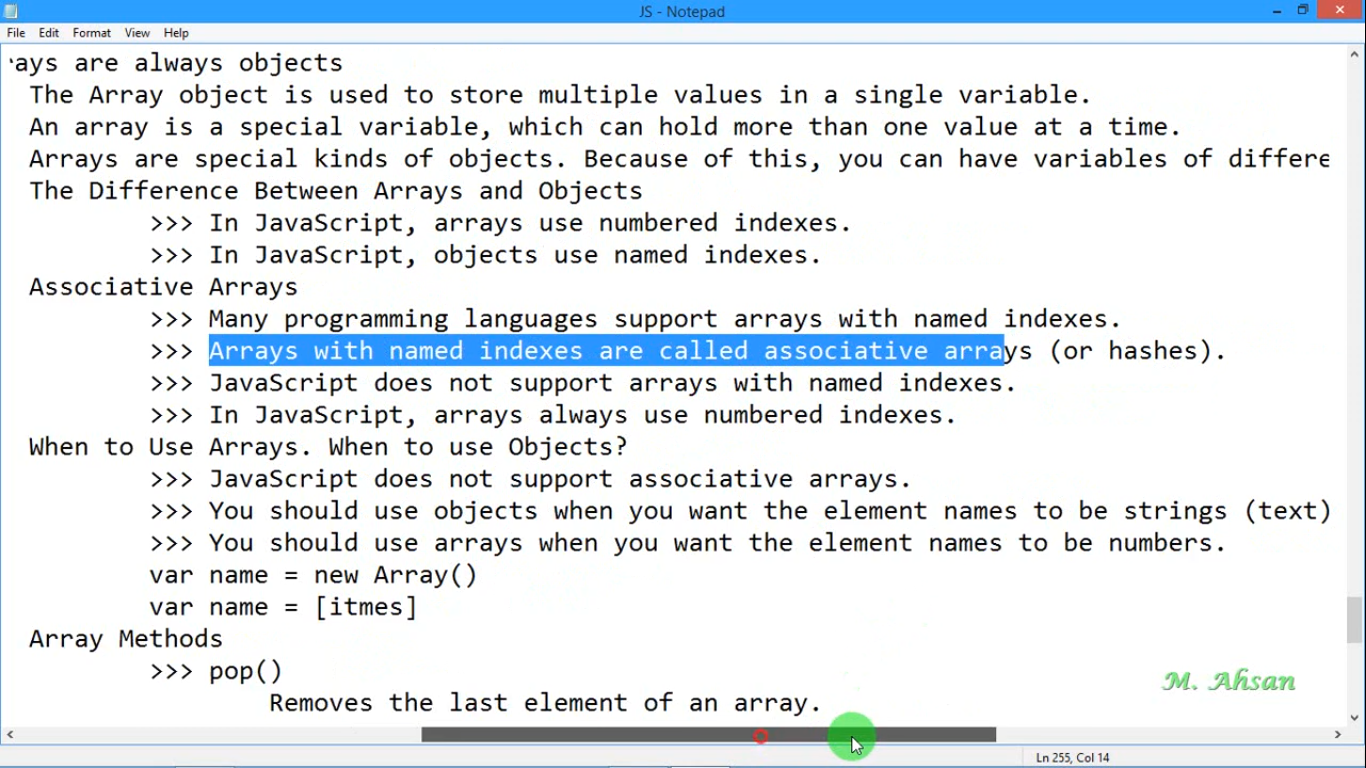 JS - Notepad
File Edit Format View Help
ays are always objects
The Array object is used to store multiple values in a single variable.
An array is a special variable, which can hold more than one value at a time.
Arrays are special kinds of objects. Because of this, you can have variables of differe
The Difference Between Arrays and Objects
>>> In JavaScript, arrays use numbered indexes.
>>> In JavaScript, objects use named indexes.
Associative Arrays
>>> Many programming languages support arrays with named indexes.
>>> Arrays with named indexes are called associative arrays (or hashes).
>>> JavaScript does not support arrays with named indexes.
>>> In JavaScript, arrays always use numbered indexes.
When to Use Arrays. When to use Objects?
>>> JavaScript does not support associative arrays.
>>> You should use objects when you want the element names to be strings (text)
>>> You should use arrays when you want the element names to be numbers.
var name = new Array()
var name = [itmes]
Array Methods
>>> pop()
Removes the last element of an array.
M. Ahsan
Ln 255, Col 14